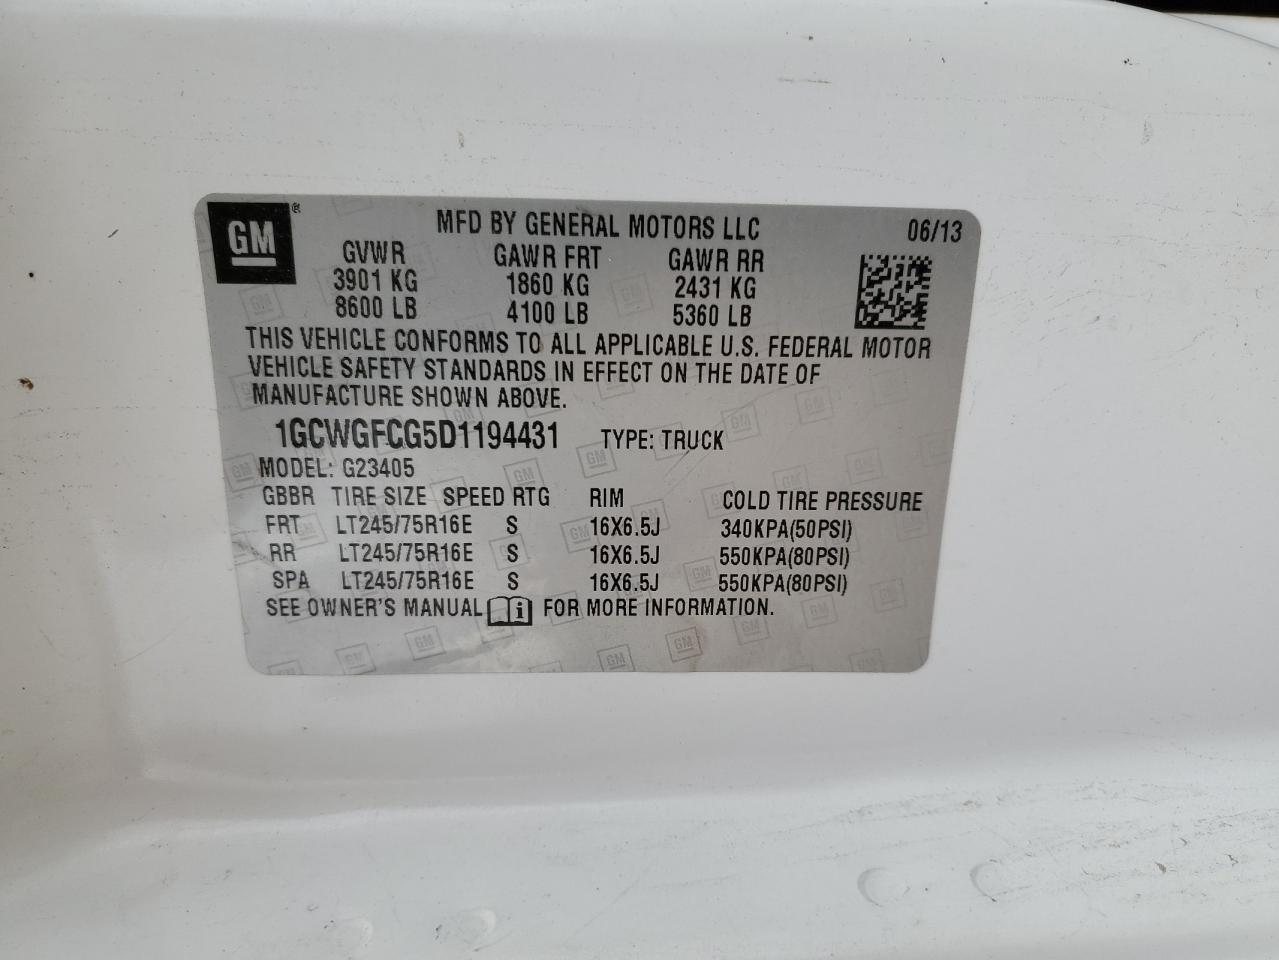 GM® MFD BY GENERAL MOTORS LLC 06/13
GVWR GAWR FRT GAWR RR
3901 KG 1860 KG 2431 KG
8600 LB 4100 LB 5360 LB
THIS VEHICLE CONFORMS TO ALL APPLICABLE U.S. FEDERAL MOTOR
VEHICLE SAFETY STANDARDS IN EFFECT ON THE DATE OF
MANUFACTURE SHOWN ABOVE.
1GCWGFCG5D1194431 TYPE: TRUCK
MODEL: G23405
GBBR TIRE SIZE SPEED RTG RIM COLD TIRE PRESSURE
FRT LT245/75R16E S 16X6.5J 340KPA(50PSI)
RR LT245/75R16E S 16X6.5J 550KPA(80PSI)
SPA LT245/75R16E S 16X6.5J 550KPA(80PSI)
SEE OWNER'S MANUAL i FOR MORE INFORMATION.